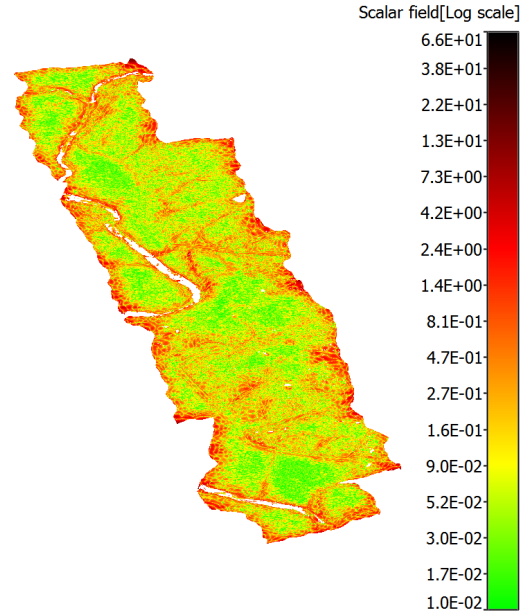 Scalar field[Log scale]
6.6E+01
3.8E+01
2.2E+01
1.3E+01
7.3E+00
4.2E+00
2.4E+00
1.4E+00
8.1E-01
4.7E-01
2.7E-01
1.6E-01
9.0E-02
5.2E-02
3.0E-02
1.7E-02
1.0E-02